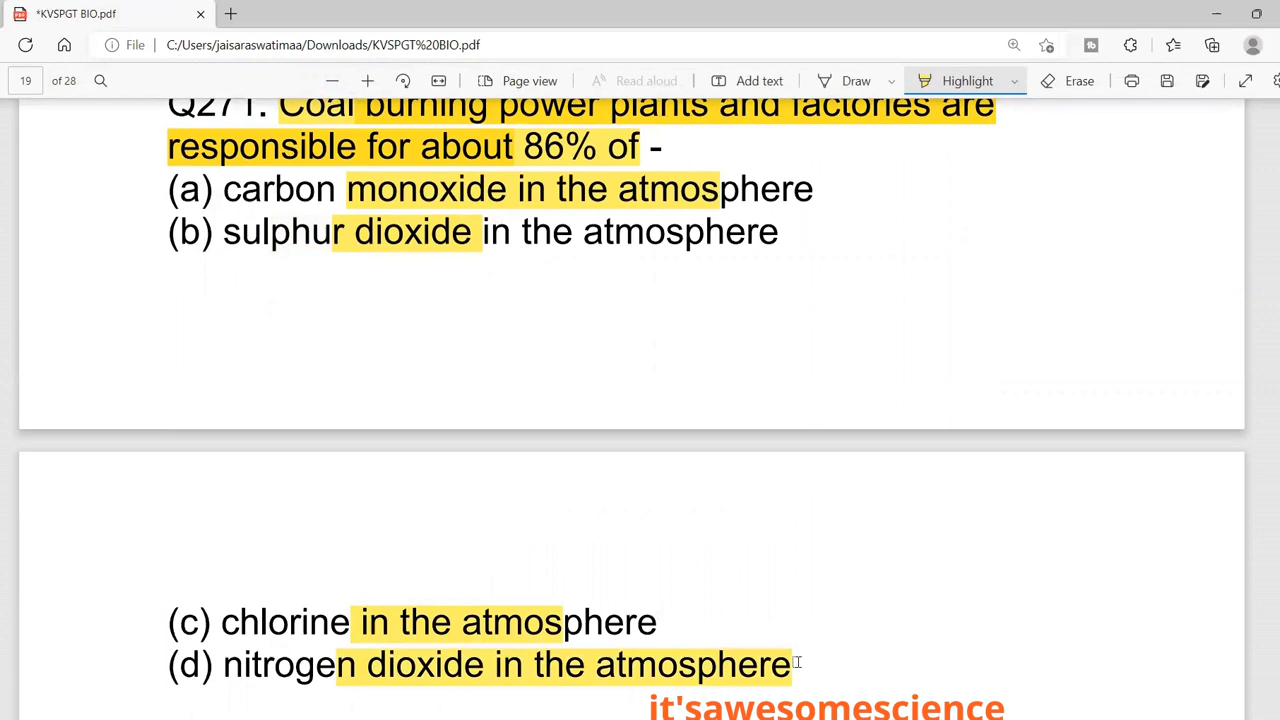 *KVSPGT BIO.pdf
File C:/Users/jaisaraswatimaa/Downloads/KVSPGT%20BIO.pdf
19 of 28 Page view Read aloud Add text Draw Highlight Erase
Q271. Coal burning power plants and factories are
responsible for about 86% of -
(a) carbon monoxide in the atmosphere
(b) sulphur dioxide in the atmosphere
(c) chlorine in the atmosphere
(d) nitrogen dioxide in the atmosphere
it'sawesomescience